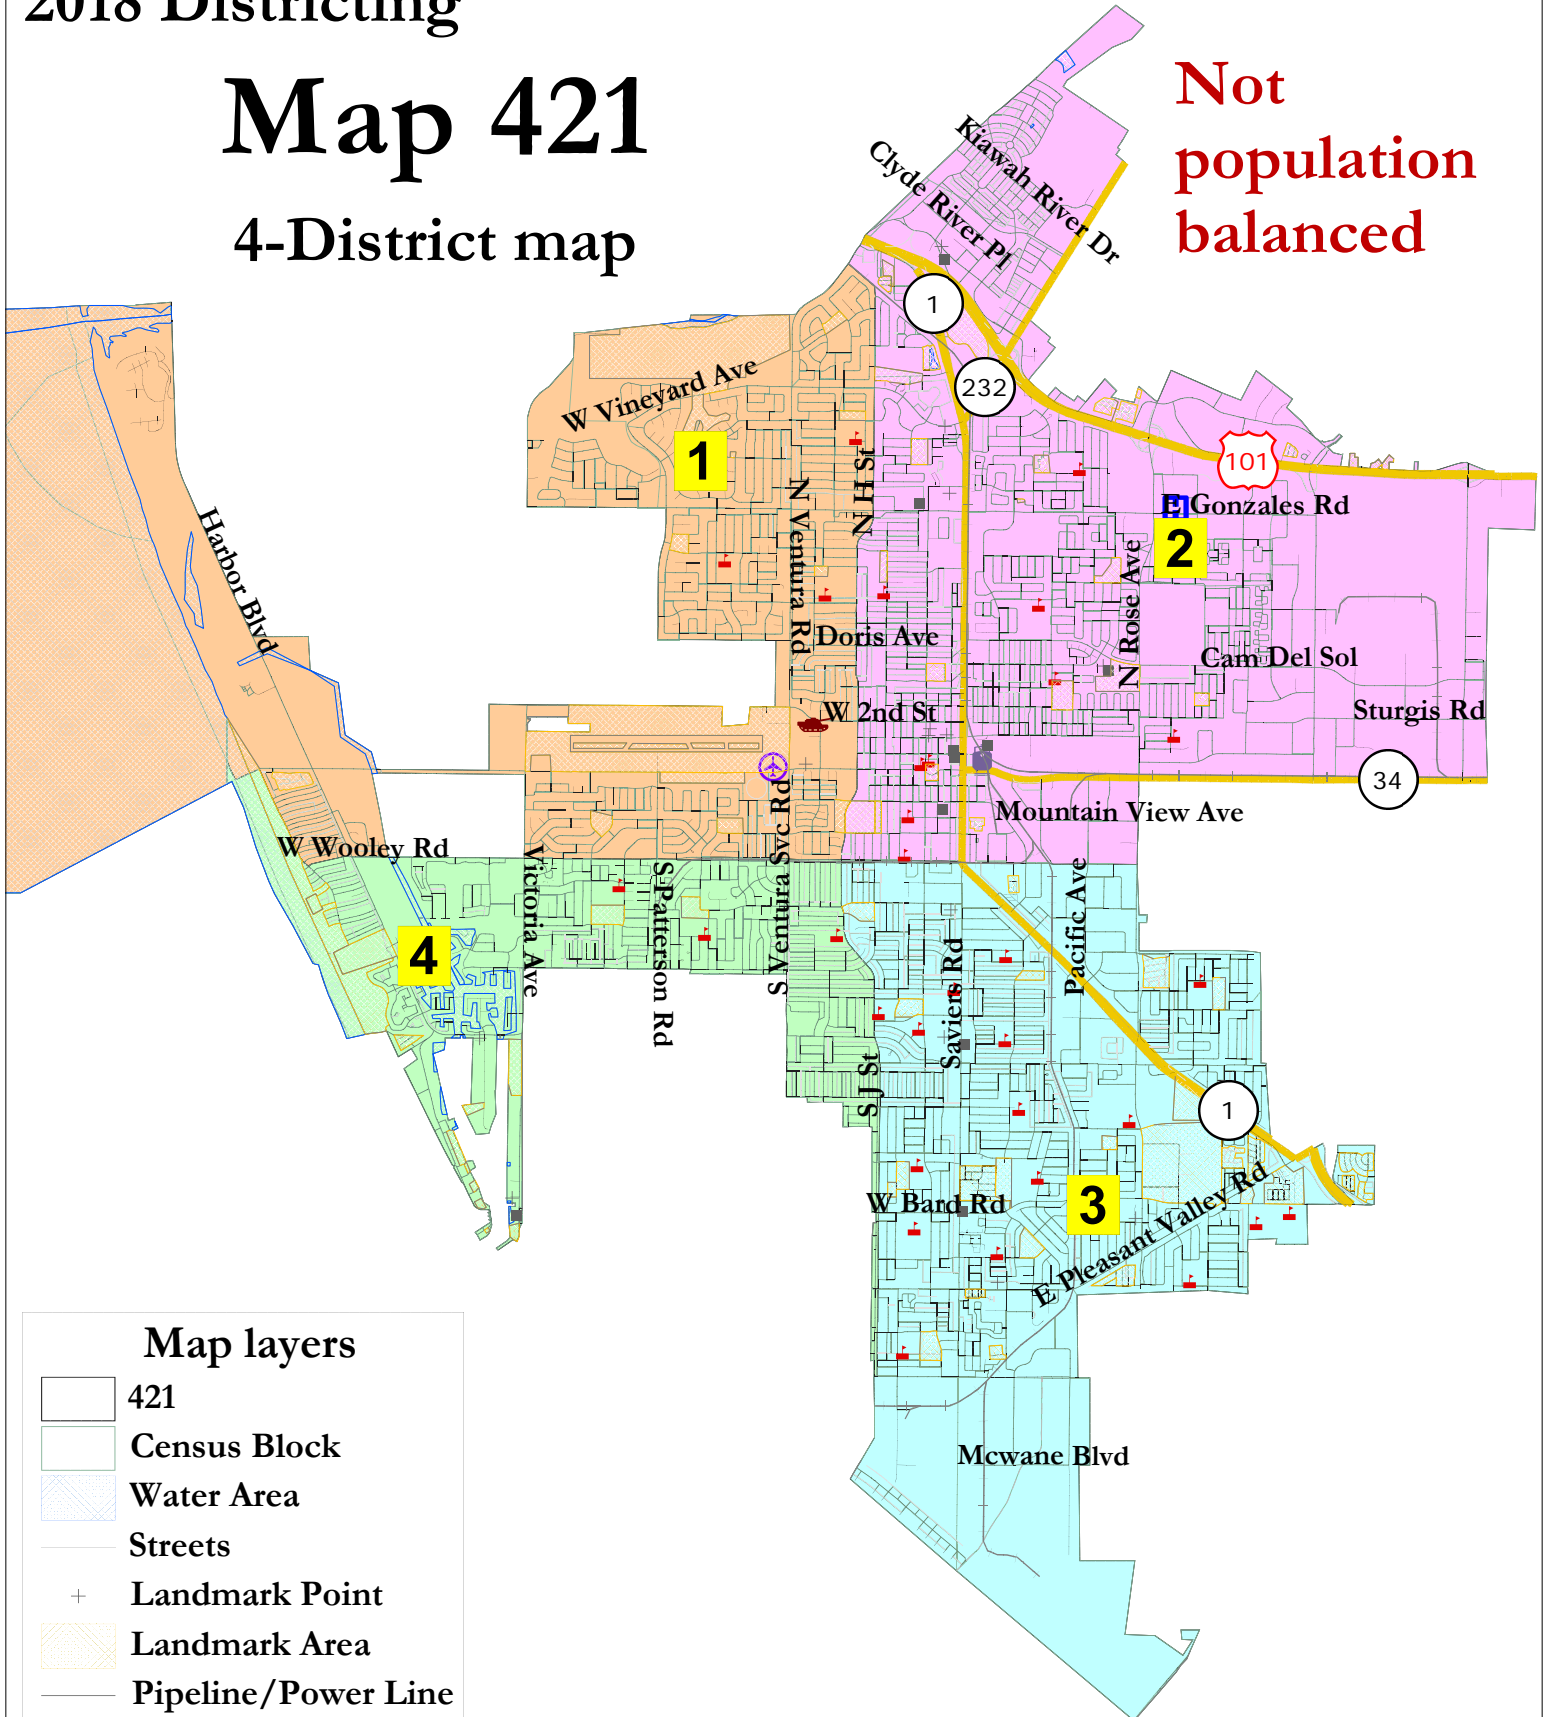 2018 Districting
Map 421
4-District map
Not
population
balanced
Kiawah River Dr
Clyde River Pl
1
232
W Vineyard Ave
1
101
N H St
E Gonzales Rd
2
N Ventura Rd
N Rose Ave
Harbor Blvd
Doris Ave
Cam Del Sol
W 2nd St
Sturgis Rd
34
Mountain View Ave
W Wooley Rd
Victoria Ave
S Patterson Rd
S Ventura Svc Rd
Pacific Ave
Saviers Rd
4
S J St
1
W Bard Rd
3
E Pleasant Valley Rd
Mcwane Blvd
Map layers
421
Census Block
Water Area
Streets
Landmark Point
Landmark Area
Pipeline/Power Line